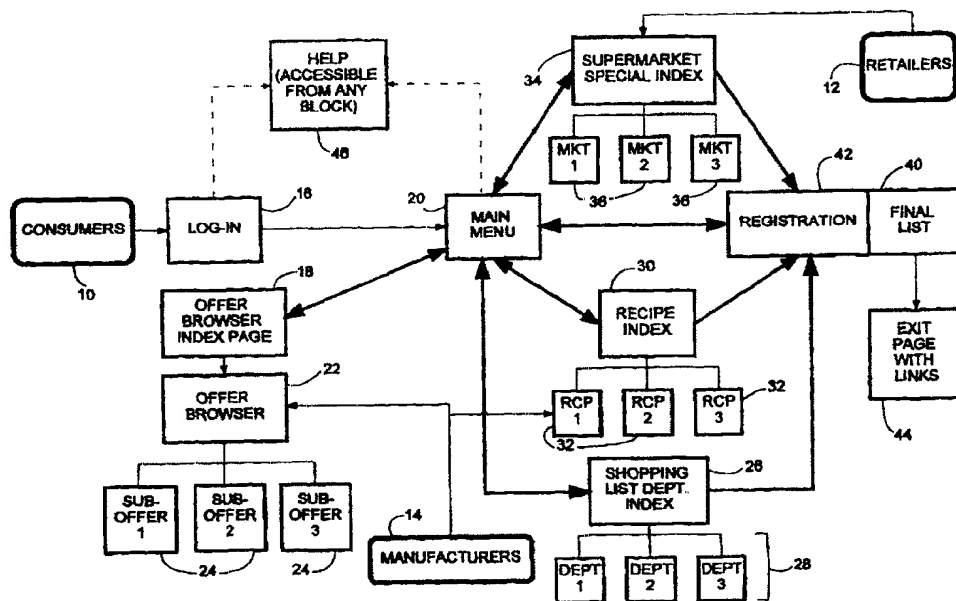 HELP
(ACCESSIBLE
FROM ANY
BLOCK)
46
34
SUPERMARKET
SPECIAL INDEX
12
RETAILERS
MKT
1
MKT
2
MKT
3
36
36
CONSUMERS
10
16
LOG-IN
20
MAIN
MENU
42
REGISTRATION
40
FINAL
LIST
18
OFFER
BROWSER
INDEX PAGE
30
RECIPE
INDEX
EXIT
PAGE
WITH
LINKS
44
22
OFFER
BROWSER
RCP
1
RCP
2
RCP
3
32
32
SUB-
OFFER
1
SUB-
OFFER
2
SUB-
OFFER
3
24
24
14
MANUFACTURERS
26
SHOPPING
LIST DEPT.
INDEX
DEPT
1
DEPT
2
DEPT
3
28